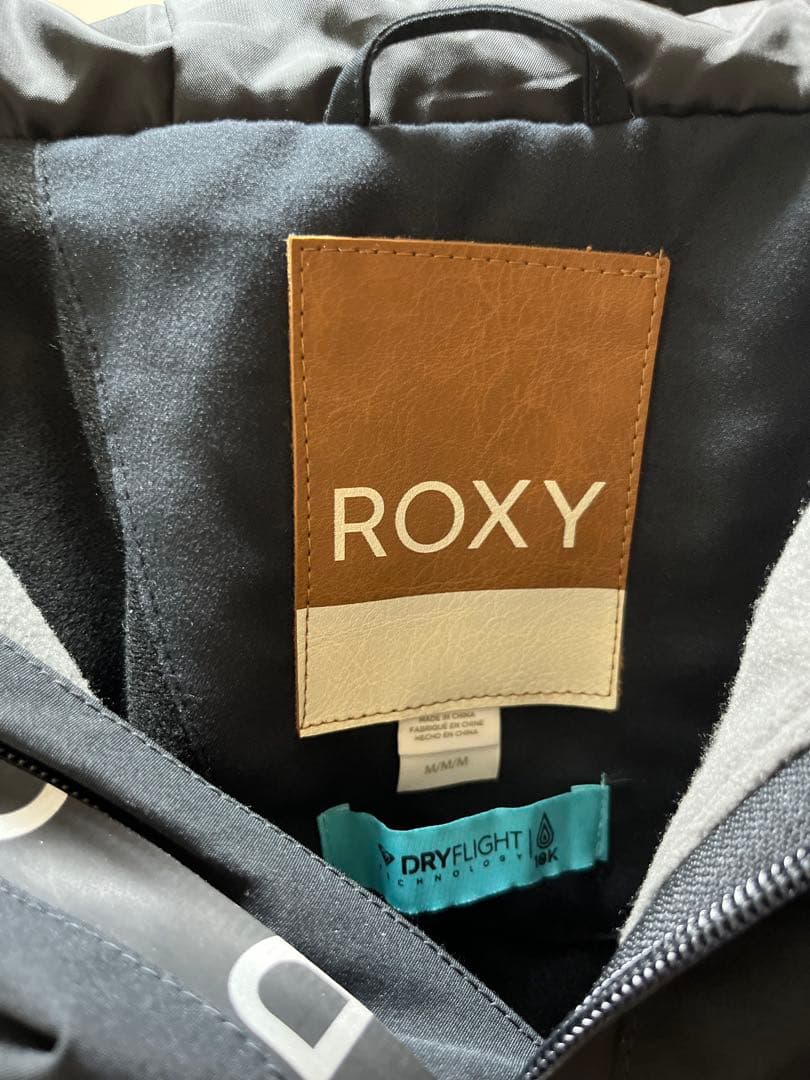 ROXY
MADE IN CHINA
FABRIQUÉ EN CHINE
HECHO EN CHINA
M/M/M
DRYFLIGHT
TECHNOLOGY
10K